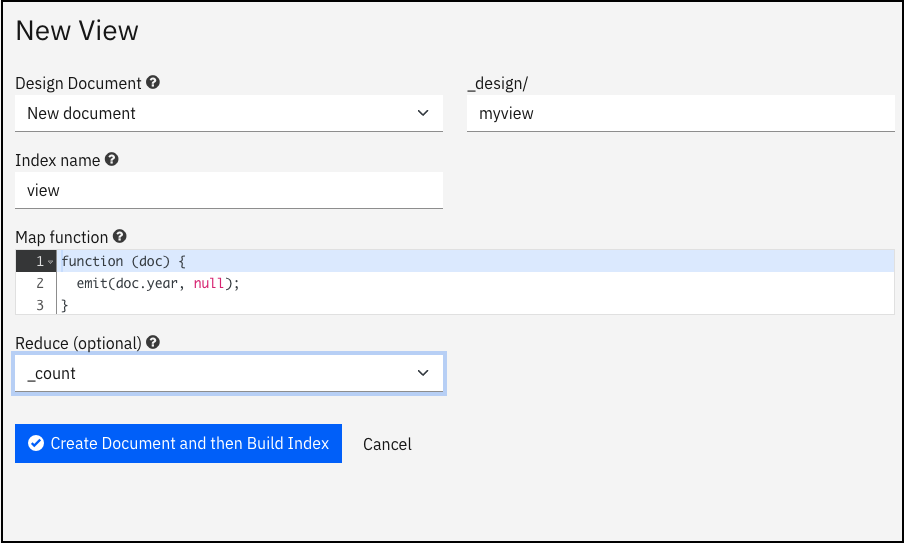 New View
Design Document
_design/
New document
myview
Index name
view
Map function
1 function (doc) {
2 emit(doc.year, null);
3 }
Reduce (optional)
_count
Create Document and then Build Index
Cancel